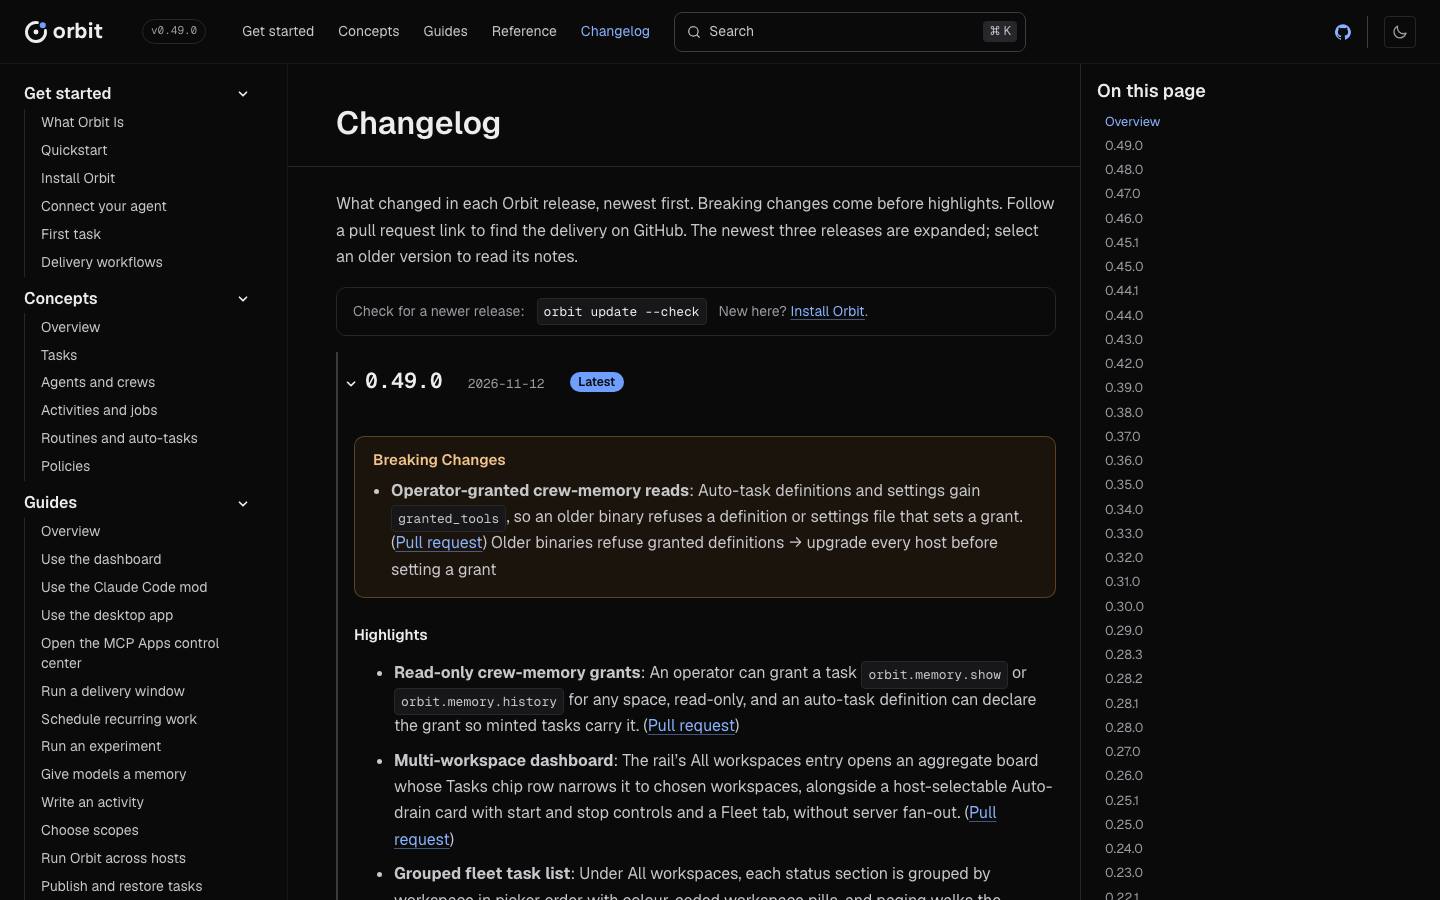 orbit
v0.49.0
Get started
Concepts
Guides
Reference
Changelog
Search
⌘ K
Get started
What Orbit Is
Quickstart
Install Orbit
Connect your agent
First task
Delivery workflows
Concepts
Overview
Tasks
Agents and crews
Activities and jobs
Routines and auto-tasks
Policies
Guides
Overview
Use the dashboard
Use the Claude Code mod
Use the desktop app
Open the MCP Apps control
center
Run a delivery window
Schedule recurring work
Run an experiment
Give models a memory
Write an activity
Choose scopes
Run Orbit across hosts
Publish and restore tasks
Changelog
What changed in each Orbit release, newest first. Breaking changes come before highlights. Follow
a pull request link to find the delivery on GitHub. The newest three releases are expanded; select
an older version to read its notes.
Check for a newer release: orbit update --check New here? Install Orbit.
0.49.0 2026-11-12 Latest
Breaking Changes
• Operator-granted crew-memory reads: Auto-task definitions and settings gain
granted_tools, so an older binary refuses a definition or settings file that sets a grant.
(Pull request) Older binaries refuse granted definitions → upgrade every host before
setting a grant
Highlights
• Read-only crew-memory grants: An operator can grant a task orbit.memory.show or
orbit.memory.history for any space, read-only, and an auto-task definition can declare
the grant so minted tasks carry it. (Pull request)
• Multi-workspace dashboard: The rail's All workspaces entry opens an aggregate board
whose Tasks chip row narrows it to chosen workspaces, alongside a host-selectable Auto-
drain card with start and stop controls and a Fleet tab, without server fan-out. (Pull
request)
• Grouped fleet task list: Under All workspaces, each status section is grouped by
workspace in picker order with colour-coded workspace pills, and paging walks the
On this page
Overview
0.49.0
0.48.0
0.47.0
0.46.0
0.45.1
0.45.0
0.44.1
0.44.0
0.43.0
0.42.0
0.39.0
0.38.0
0.37.0
0.36.0
0.35.0
0.34.0
0.33.0
0.32.0
0.31.0
0.30.0
0.29.0
0.28.3
0.28.2
0.28.1
0.28.0
0.27.0
0.26.0
0.25.1
0.25.0
0.24.0
0.23.0
0.22.1